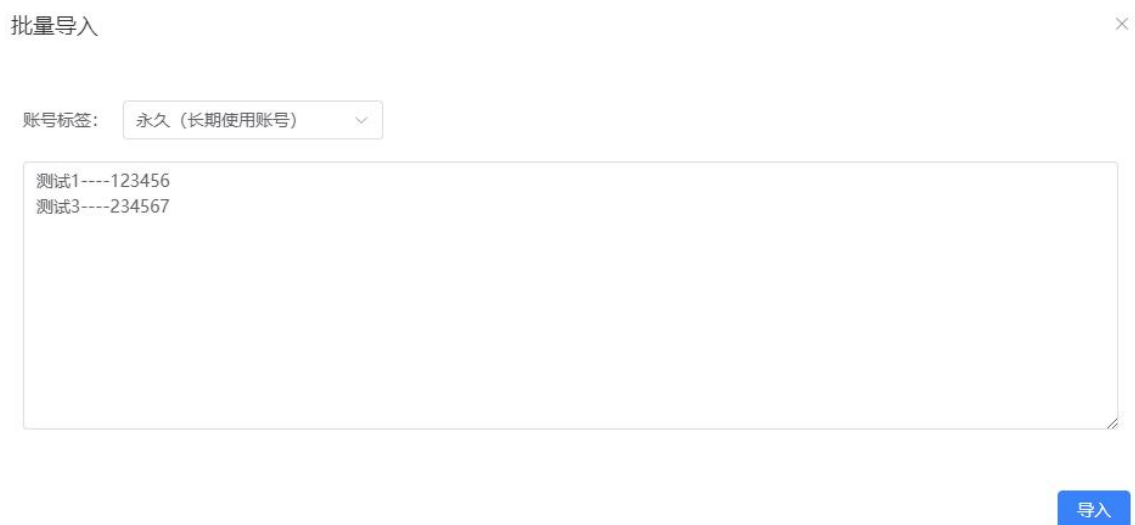 批量导入
账号标签： 永久（长期使用账号）
测试1----123456
测试3----234567
导入